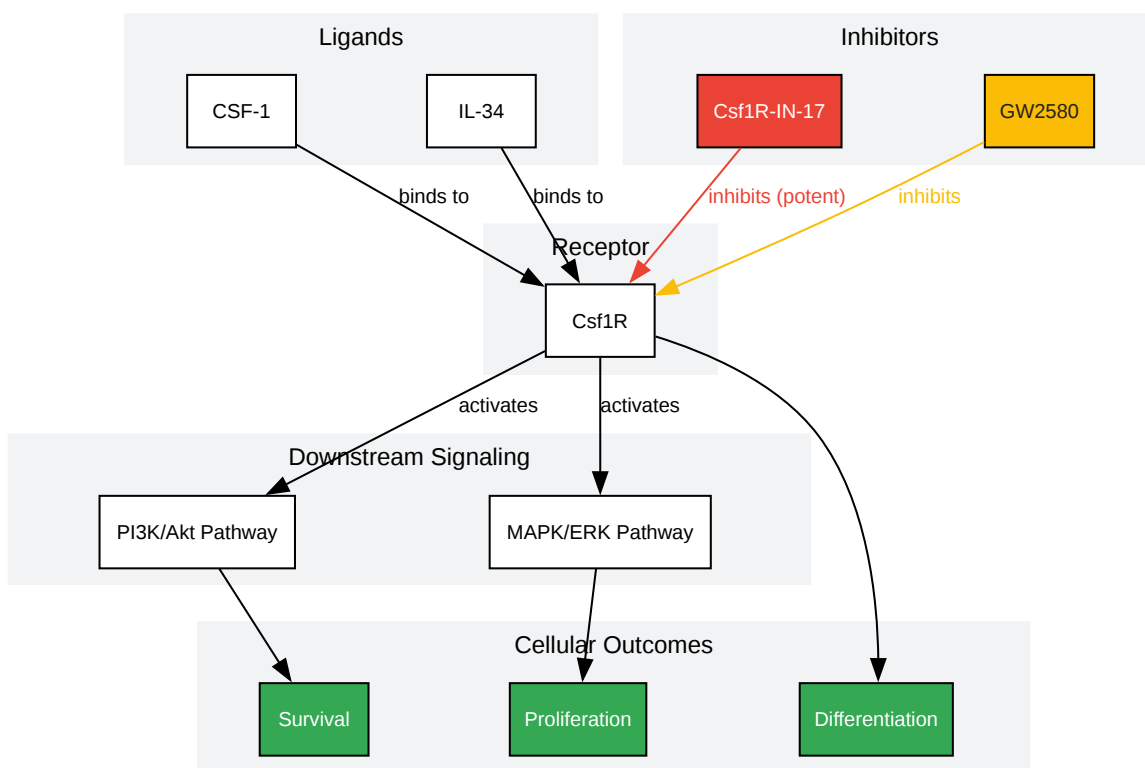 Ligands
Inhibitors
CSF-1
IL-34
Csf1R-IN-17
GW2580
binds to
binds to
inhibits (potent)
inhibits
Receptor
Csf1R
activates
activates
Downstream Signaling
PI3K/Akt Pathway
MAPK/ERK Pathway
Cellular Outcomes
Survival
Proliferation
Differentiation